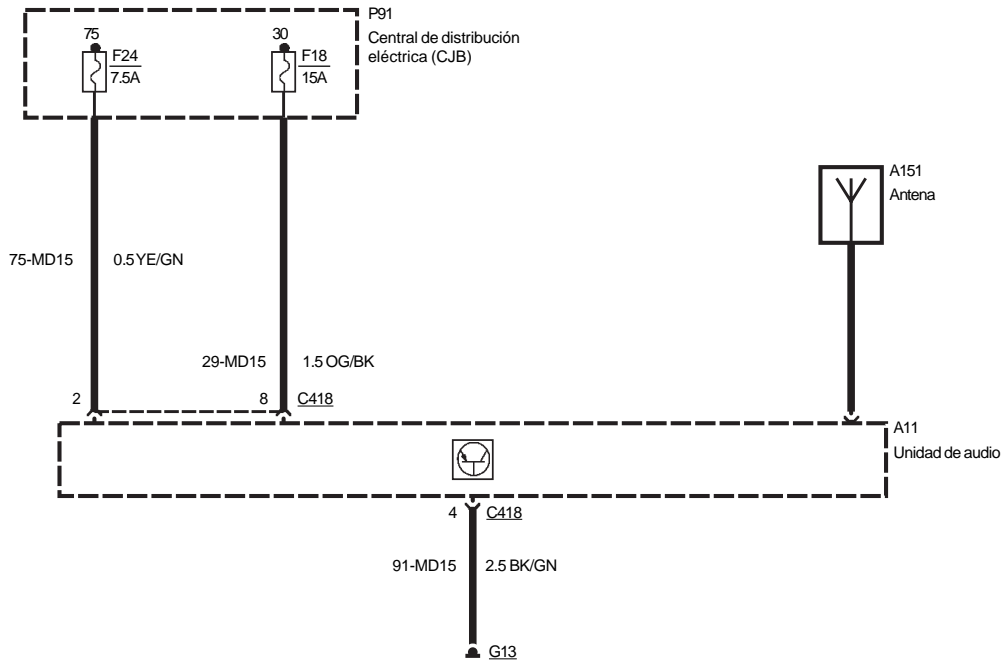 P91
Central de distribución
eléctrica (CJB)
75
F24
7.5A
30
F18
15A
A151
Antena
75-MD15
0.5 YE/GN
29-MD15
1.5 OG/BK
2
8
C418
A11
Unidad de audio
4
C418
91-MD15
2.5 BK/GN
G13